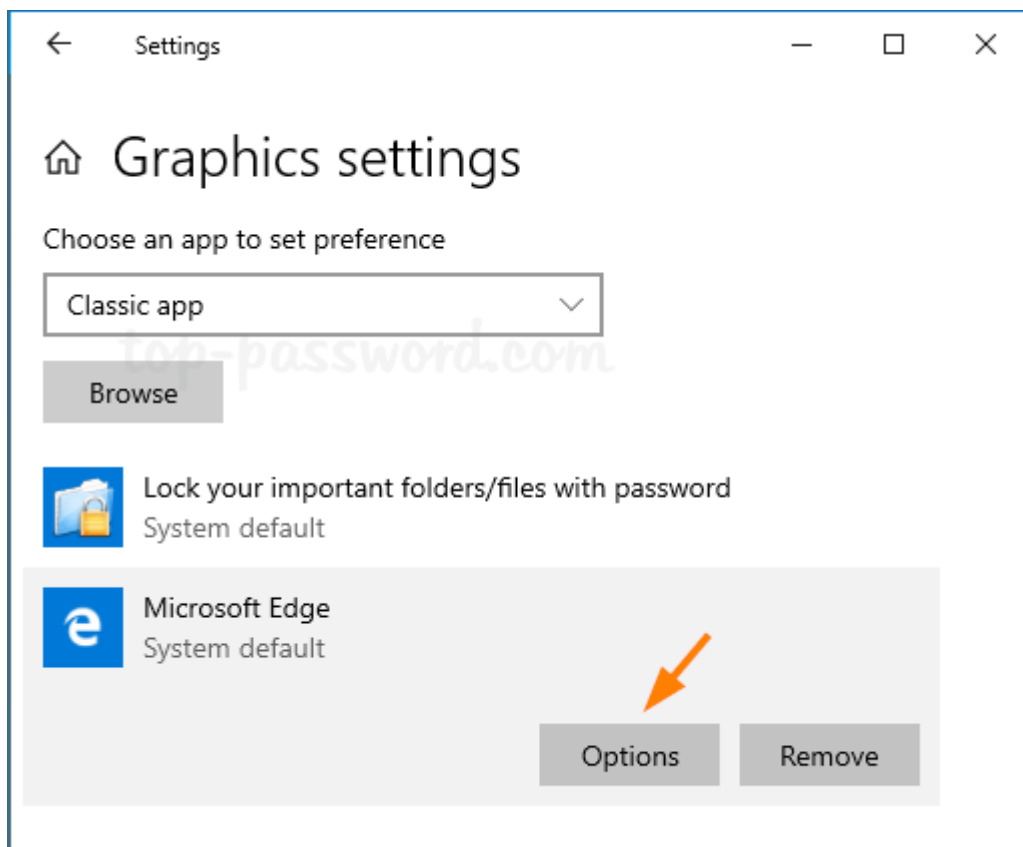 Settings
Graphics settings
Choose an app to set preference
Classic app
top-password.com
Browse
Lock your important folders/files with password
System default
Microsoft Edge
System default
Options Remove